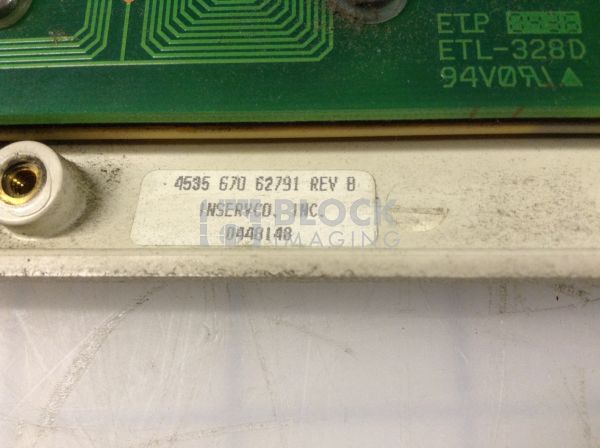 ETP
ETL-328D
94V0
4535 670 62791 REV B
INSERVCO, INC.
0448148
BLOCK
IMAGING